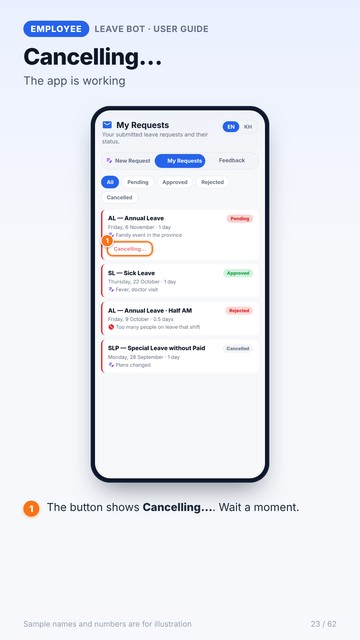 EMPLOYEE LEAVE BOT · USER GUIDE
Cancelling...
The app is working
My Requests
EN KH
Your submitted leave requests and their
status.
New Request My Requests Feedback
All Pending Approved Rejected
Cancelled
AL — Annual Leave Pending
Friday, 6 November · 1 day
Family event in the province
1
Cancelling...
SL — Sick Leave Approved
Thursday, 22 October · 1 day
Fever, doctor visit
AL — Annual Leave · Half AM Rejected
Friday, 9 October · 0.5 days
Too many people on leave that shift
SLP — Special Leave without Paid Cancelled
Monday, 28 September · 1 day
Plans changed
1 The button shows Cancelling.... Wait a moment.
Sample names and numbers are for illustration 23 / 62